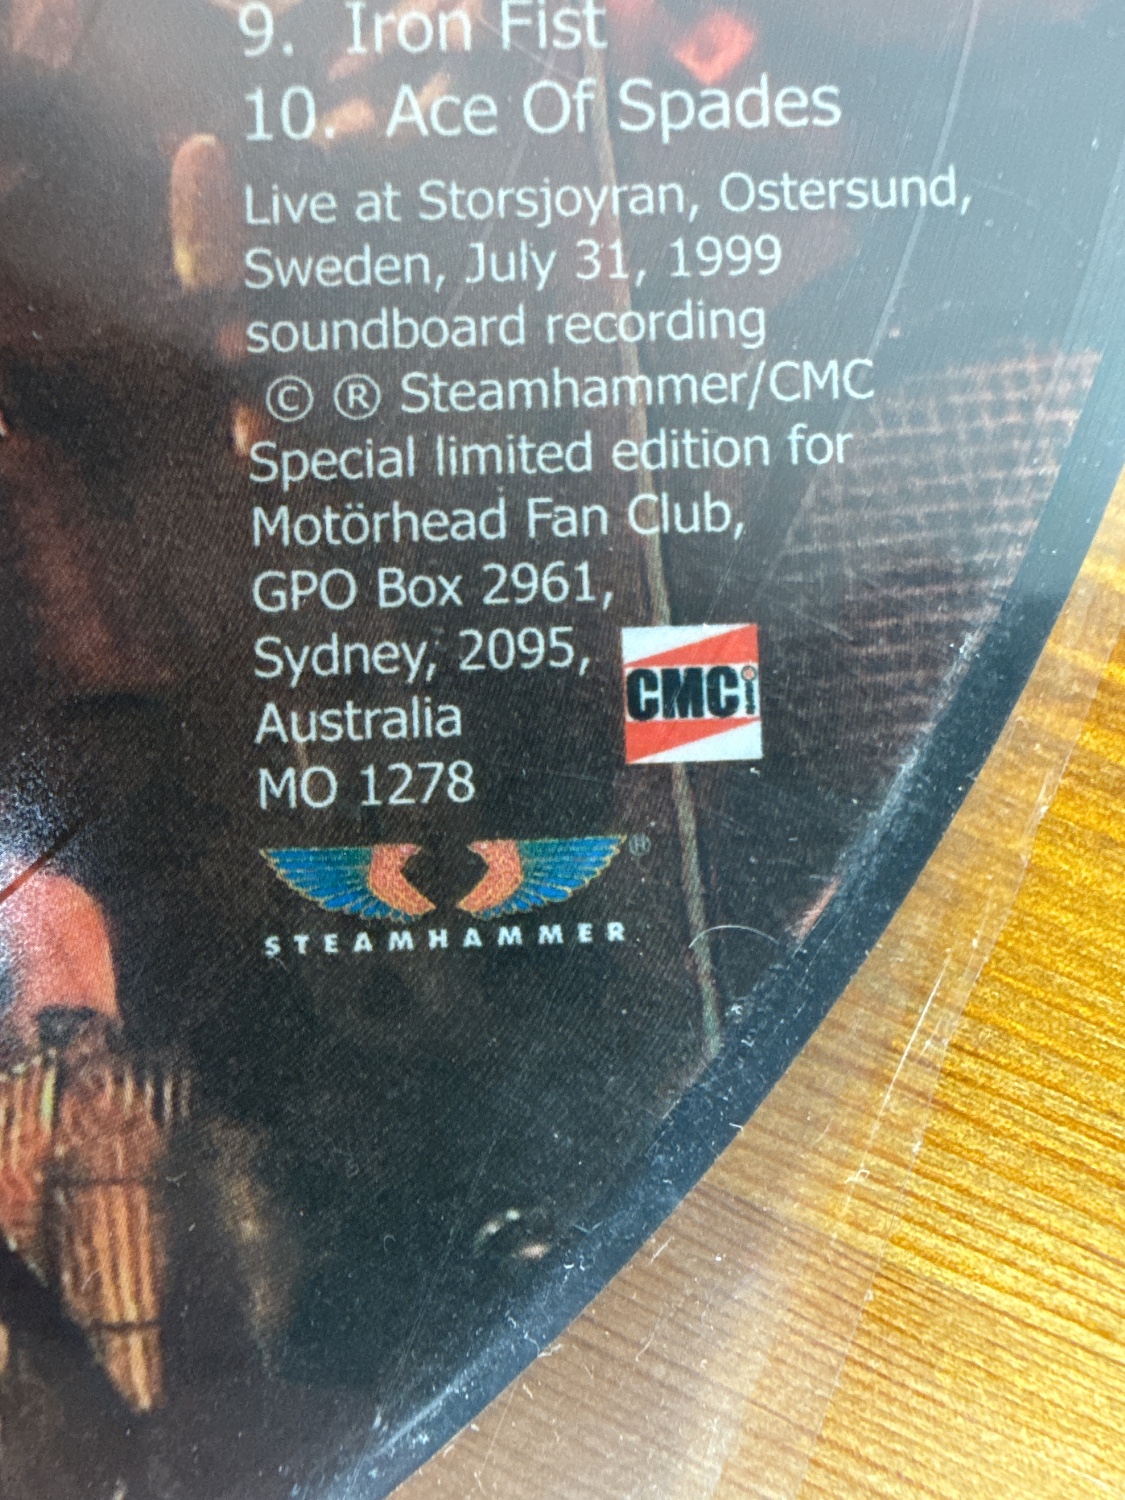 9. Iron Fist
10. Ace Of Spades
Live at Storsjoyran, Ostersund,
Sweden, July 31, 1999
soundboard recording
© ® Steamhammer/CMC
Special limited edition for
Motörhead Fan Club,
GPO Box 2961,
Sydney, 2095,
Australia
MO 1278
CMCi
STEAMHAMMER ®